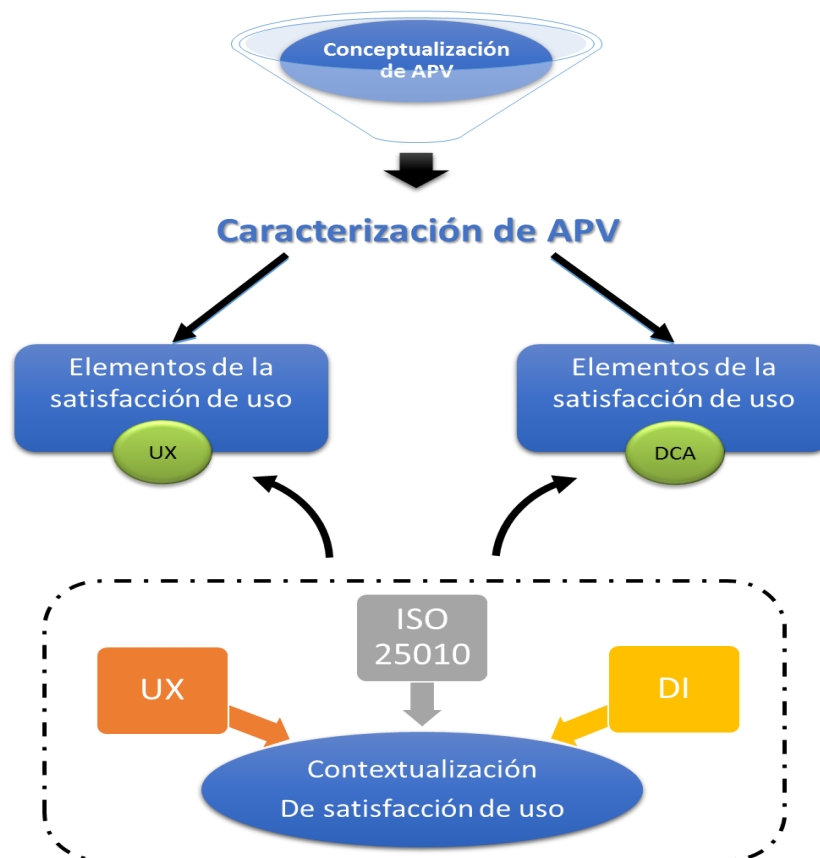 Conceptualización
de APV
Caracterización de APV
Elementos de la
satisfacción de uso
UX
Elementos de la
satisfacción de uso
DCA
ISO
25010
UX
DI
Contextualización
De satisfacción de uso